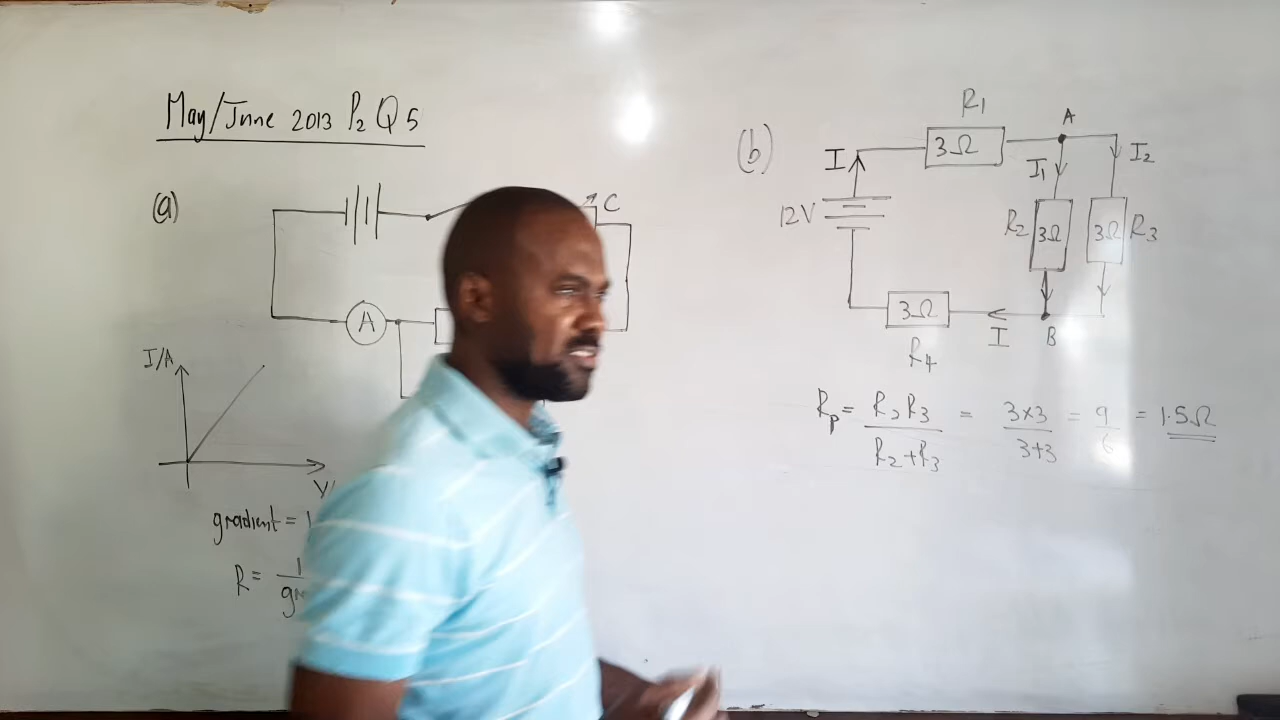 May/June 2013 P2 Q5
(a)
C
A
I/A
V/
gradient =
R = 1
(b)
R1
3Ω
A
I
I1
I2
12V
R2
3Ω
3Ω
R3
3Ω
I
B
R4
Rp = R2R3 / R2+R3 = 3×3 / 3+3 = 9 / 6 = 1.5Ω